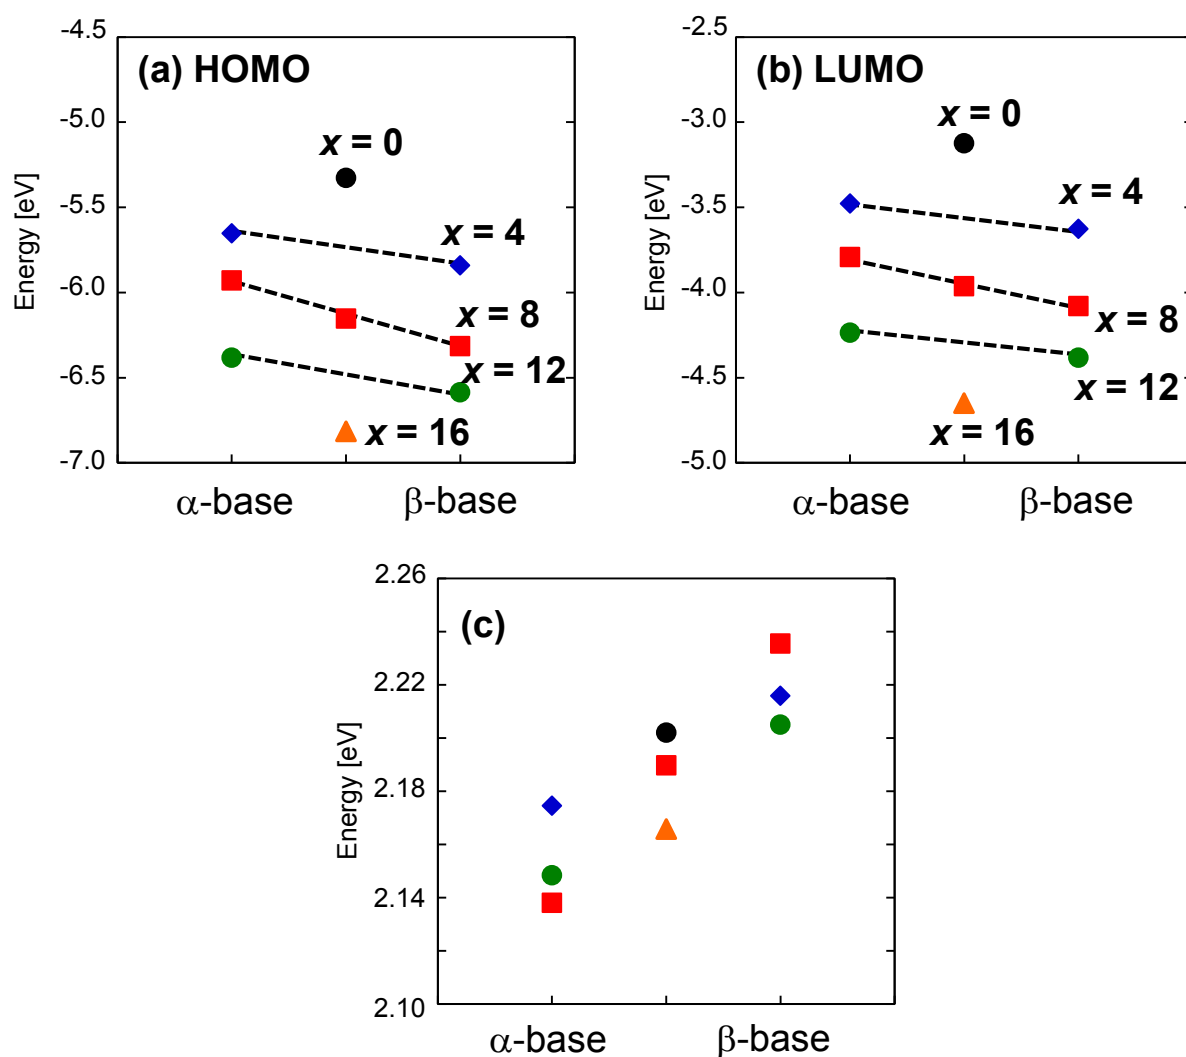 (a) HOMO
Energy [eV]
-4.5
-5.0
-5.5
-6.0
-6.5
-7.0
x = 0
x = 4
x = 8
x = 12
x = 16
α-base
β-base
(b) LUMO
Energy [eV]
-2.5
-3.0
-3.5
-4.0
-4.5
-5.0
x = 0
x = 4
x = 8
x = 12
x = 16
α-base
β-base
(c)
Energy [eV]
2.26
2.22
2.18
2.14
2.10
α-base
β-base